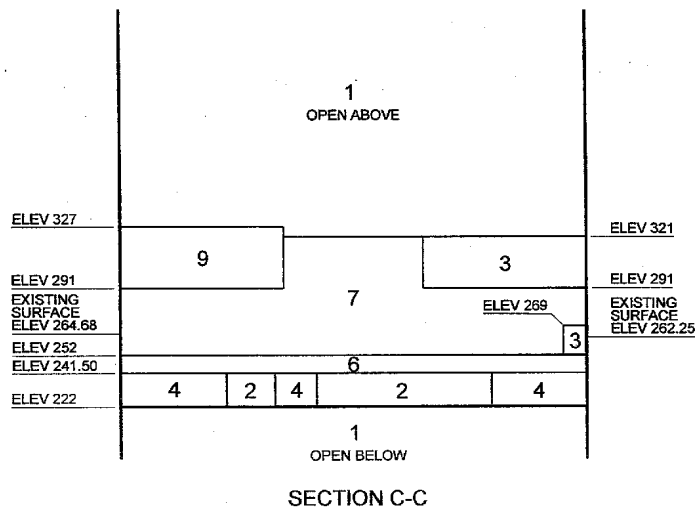 1
OPEN ABOVE
ELEV 327
ELEV 321
9
3
ELEV 291
ELEV 291
7
EXISTING
SURFACE
ELEV 264.68
ELEV 269
EXISTING
SURFACE
ELEV 262.25
3
ELEV 252
6
ELEV 241.50
4
2
4
2
4
ELEV 222
1
OPEN BELOW
SECTION C-C